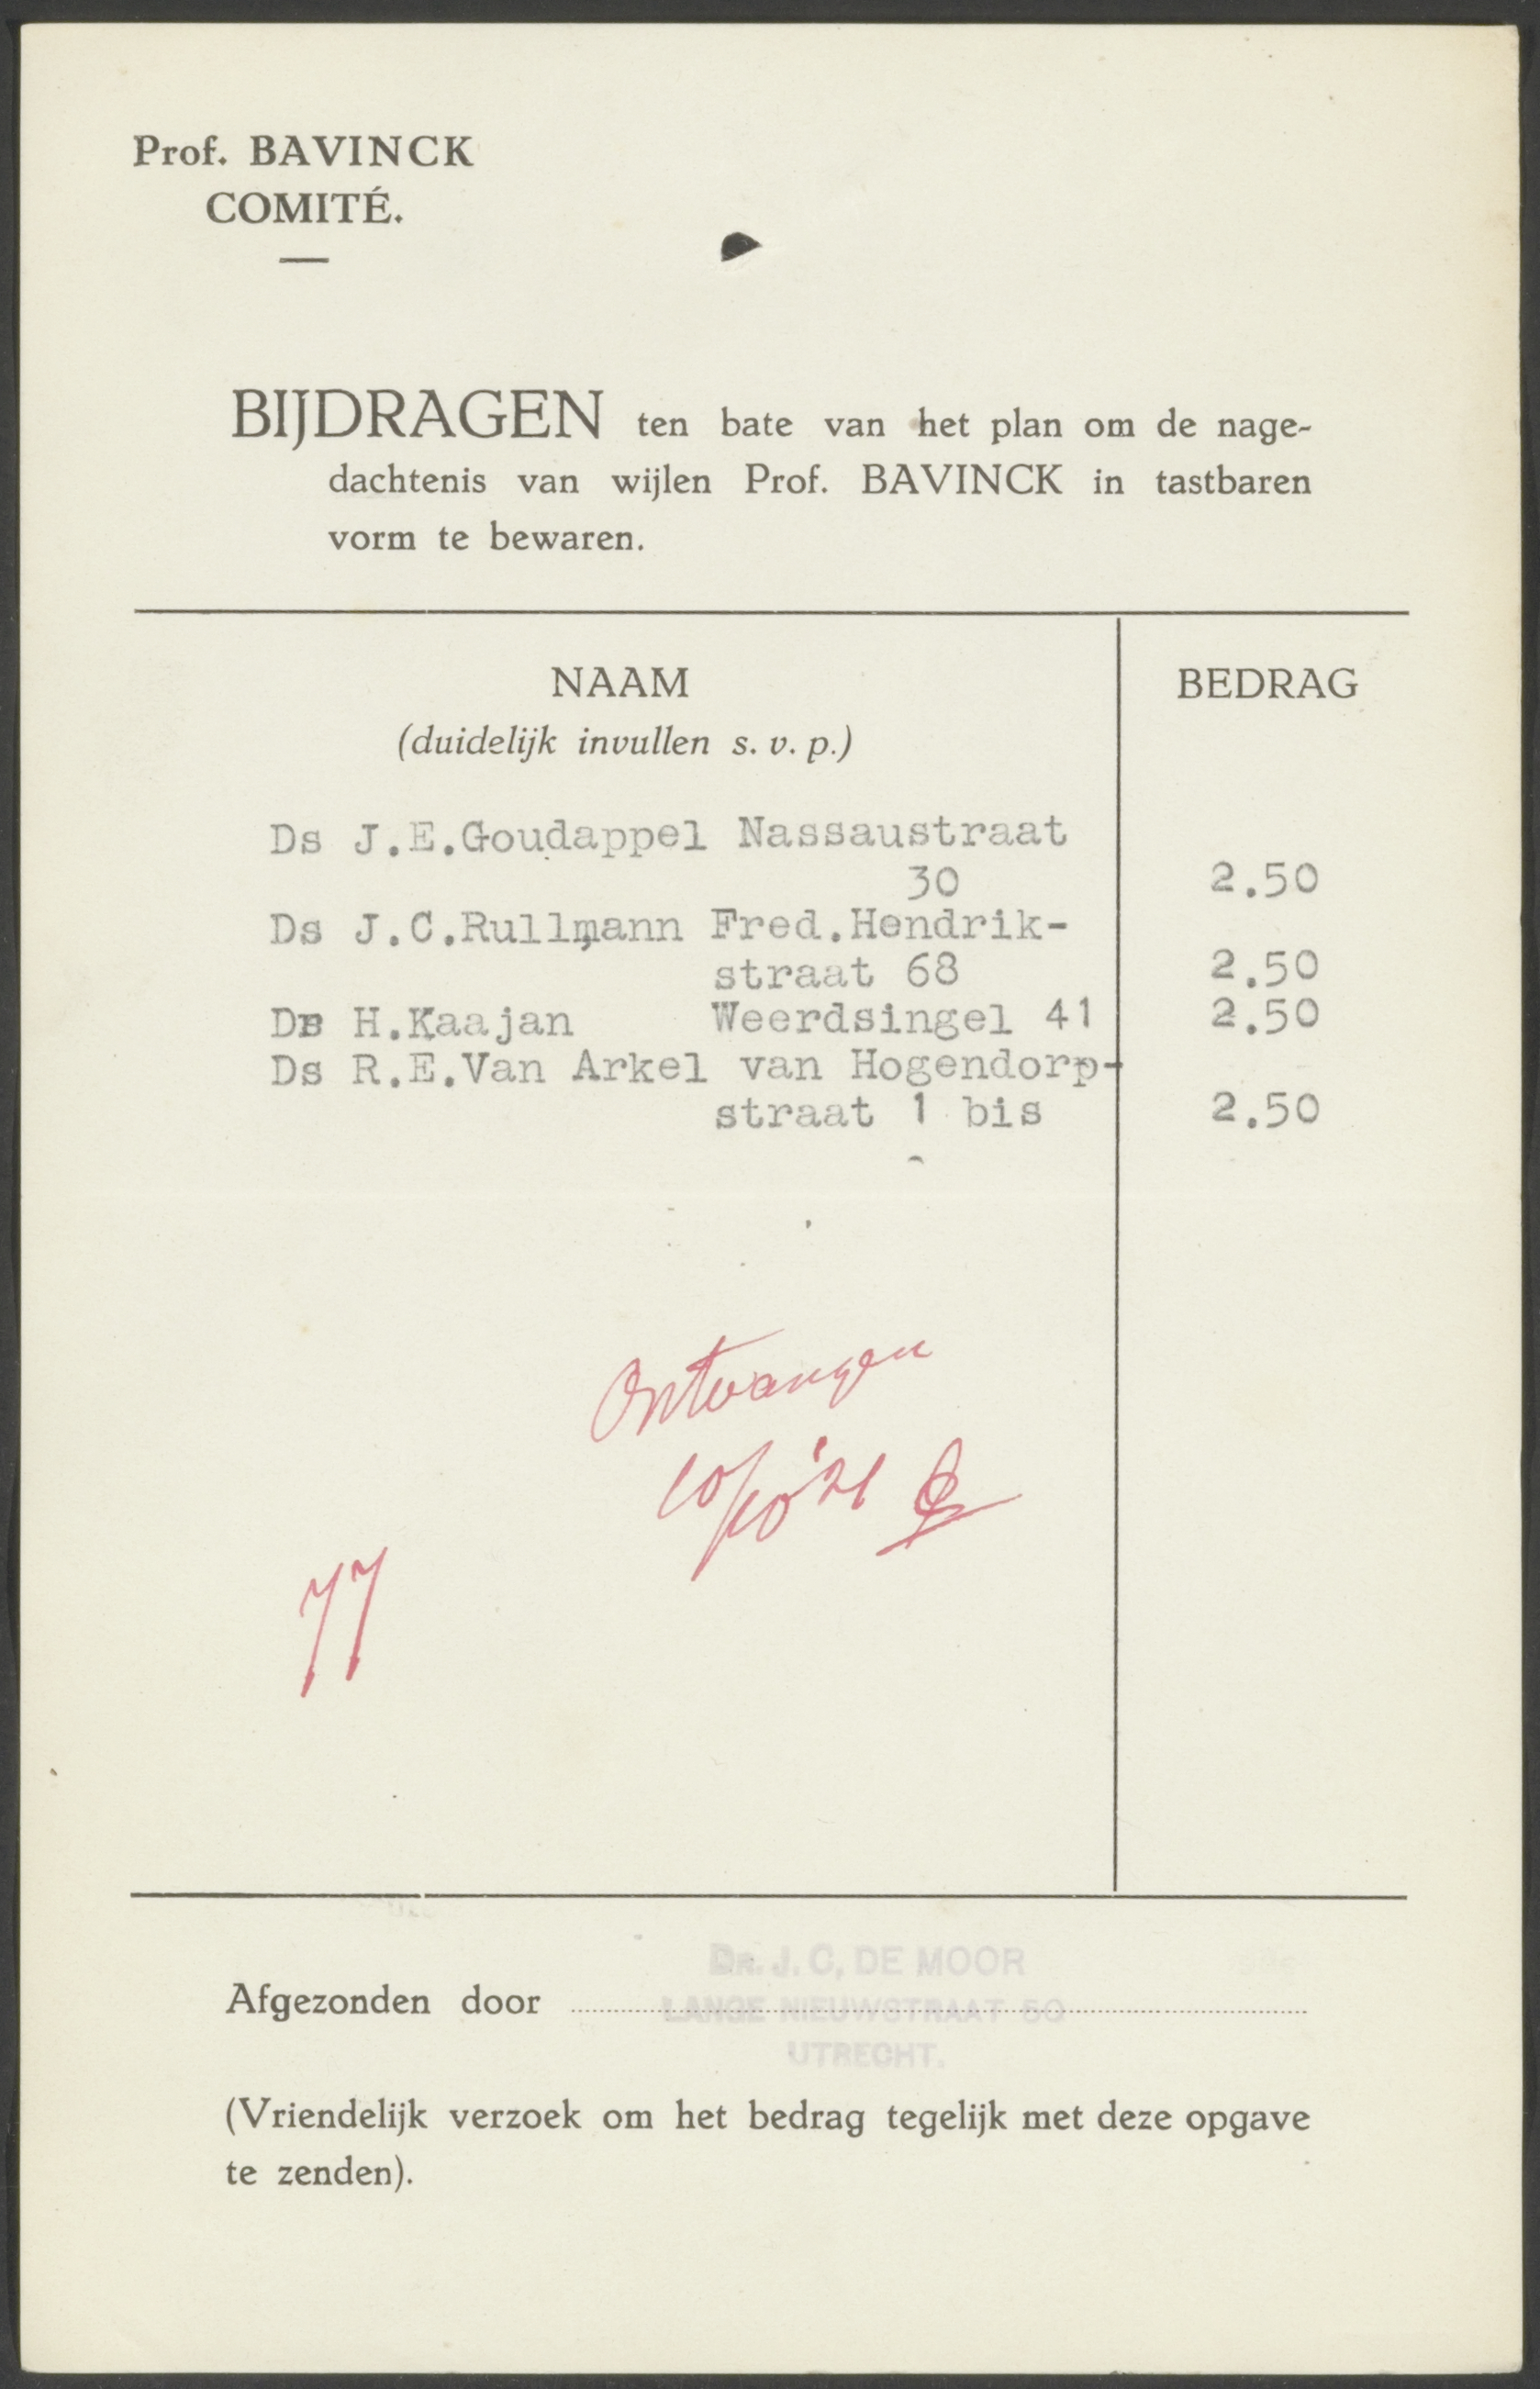 Prof. BAVINCK
COMITÉ.
BIJDRAGEN ten bate van het plan om de nage-
dachtenis van wijlen Prof. BAVINCK in tastbaren
vorm te bewaren.
NAAM
BEDRAG
(duidelijk invullen s. v. p.)
Ds J.E.Goudappel Nassaustraat
30 2.50
Ds J.C.Rullmann Fred.Hendrik-
straat 68 2.50
Dr H.Kaajan Weerdsingel 41 2.50
Ds R.E.Van Arkel van Hogendorp-
straat 1 bis 2.50
Ontvangen
10/10 '21
77
DR. J. C. DE MOOR
Afgezonden door LANGE NIEUWSTRAAT 50
UTRECHT.
(Vriendelijk verzoek om het bedrag tegelijk met deze opgave
te zenden).